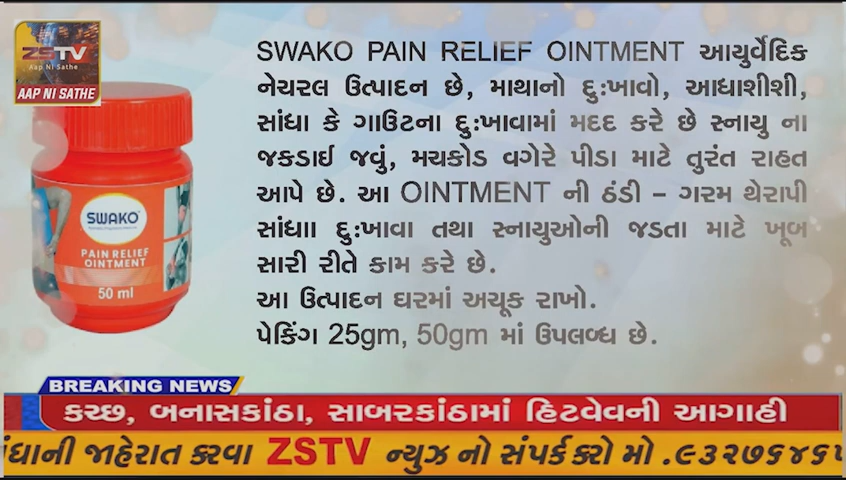 ZSTV
Aap Ni Sathe
AAP NI SATHE
SWAKO PAIN RELIEF OINTMENT આયુર્વેદિક
નેચરલ ઉત્પાદન છે, માથાનો દુઃખાવો, આધાશીશી,
સાંધા કે ગાઉટના દુઃખાવામાં મદદ કરે છે સ્નાયુ ના
જકડાઈ જવું, મચકોડ વગેરે પીડા માટે તુરંત રાહત
આપે છે. આ OINTMENT ની ઠંડી – ગરમ થેરાપી
સાંધાા દુઃખાવા તથા સ્નાયુઓની જડતા માટે ખૂબ
સારી રીતે કામ કરે છે.
આ ઉત્પાદન ઘરમાં અચૂક રાખો.
પેકિંગ 25gm, 50gm માં ઉપલબ્ધ છે.
SWAKO
PAIN RELIEF
OINTMENT
50 ml
BREAKING NEWS
કચ્છ, બનાસકાંઠા, સાબરકાંઠામાં હિટવેવની આગાહી
ધાની જાહેરાત કરવા ZSTV ન્યુઝ નો સંપર્ક કરો મો .૯૩૨૭૬૪૬૫